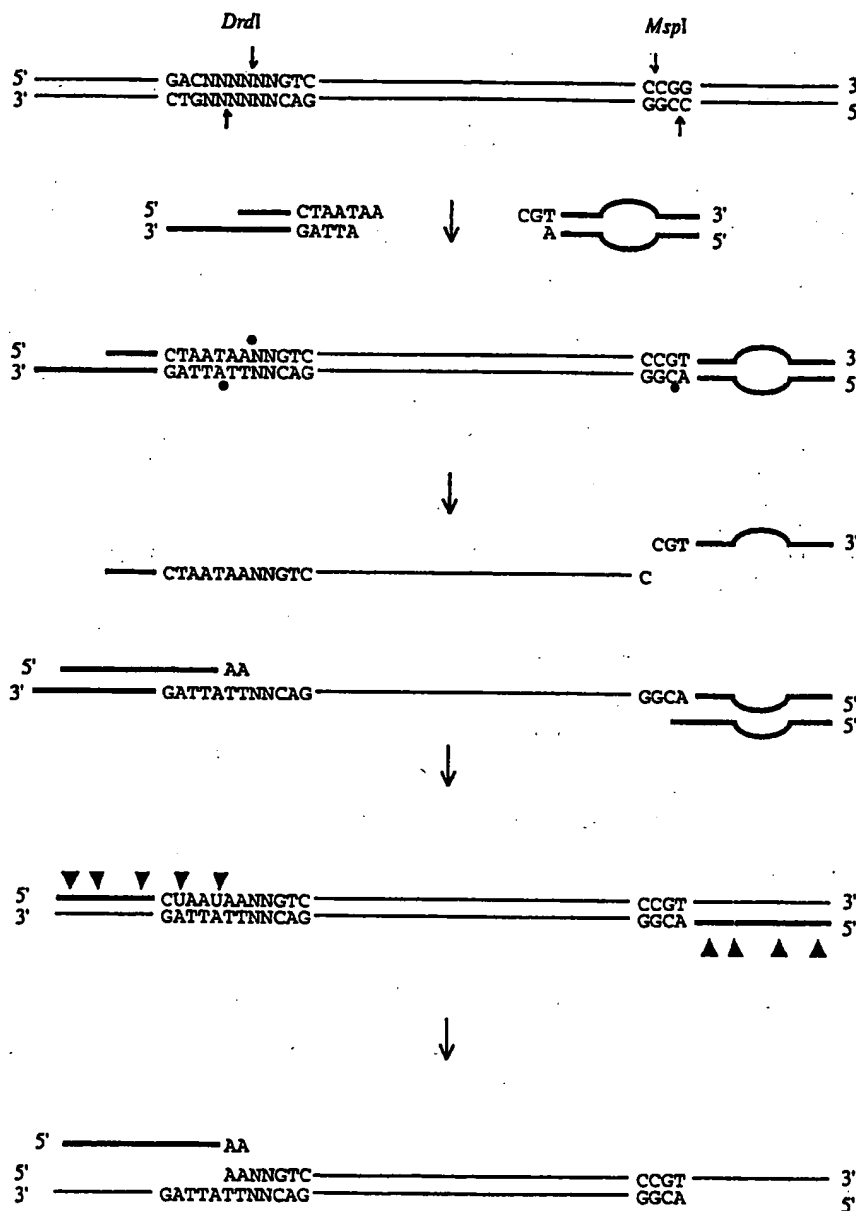 DrdI MspI
5' GACNNNNNNGTC CCGG 3'
3' CTGNNNNNNCAG GGCC 5'
5' CTAATAA CGT 3'
3' GATTA A 5'
5' CTAATAANNGTC CCGT 3'
3' GATTATTNNCAG GGCA 5'
CGT 3'
CTAATAANNGTC C
5' AA
3' GATTATTNNCAG GGCA 5'
5'
5' CUAAUAANNGTC CCGT 3'
3' GATTATTNNCAG GGCA 5'
5' AA
5' AANNGTC CCGT 3'
3' GATTATTNNCAG GGCA 5'